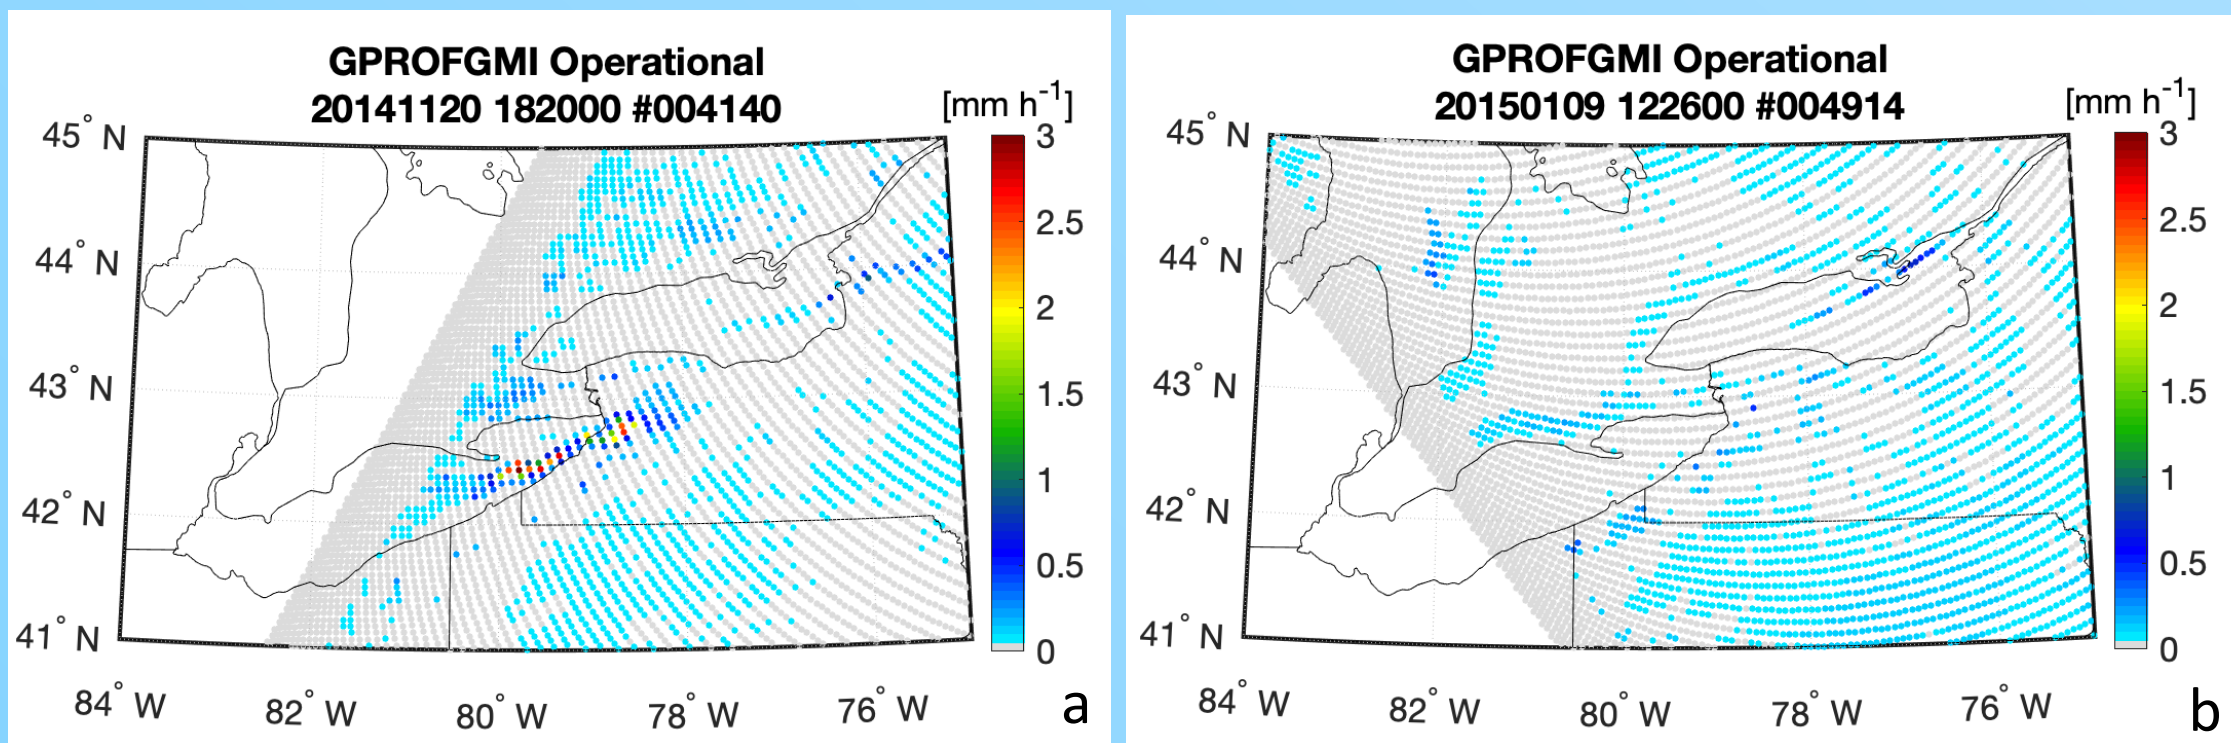 GPROFGMI Operational
20141120 182000 #004140
[mm h-1]
45° N
44° N
43° N
42° N
41° N
84° W
82° W
80° W
78° W
76° W
3
2.5
2
1.5
1
0.5
0
a
GPROFGMI Operational
20150109 122600 #004914
[mm h-1]
45° N
44° N
43° N
42° N
41° N
84° W
82° W
80° W
78° W
76° W
3
2.5
2
1.5
1
0.5
0
b